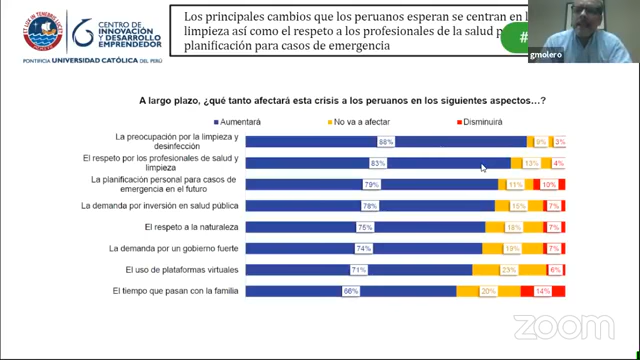 CENTRO DE
INNOVACIÓN
Y DESARROLLO
EMPRENDEDOR
PONTIFICIA UNIVERSIDAD CATÓLICA DEL PERÚ
Los principales cambios que los peruanos esperan se centran en
limpieza así como el respeto a los profesionales de la salud
planificación para casos de emergencia
#
gmolero
A largo plazo, ¿qué tanto afectará esta crisis a los peruanos en los siguientes aspectos…?
Aumentará No va a afectar Disminuirá
La preocupación por la limpieza y
desinfección
88% 9% 3%
El respeto por los profesionales de salud y
limpieza
83% 13% 4%
La planificación personal para casos de
emergencia en el futuro
79% 11% 10%
La demanda por inversión en salud pública
78% 15% 7%
El respeto a la naturaleza
75% 18% 7%
La demanda por un gobierno fuerte
74% 19% 7%
El uso de plataformas virtuales
71% 23% 6%
El tiempo que pasan con la familia
66% 20% 14%
zoom